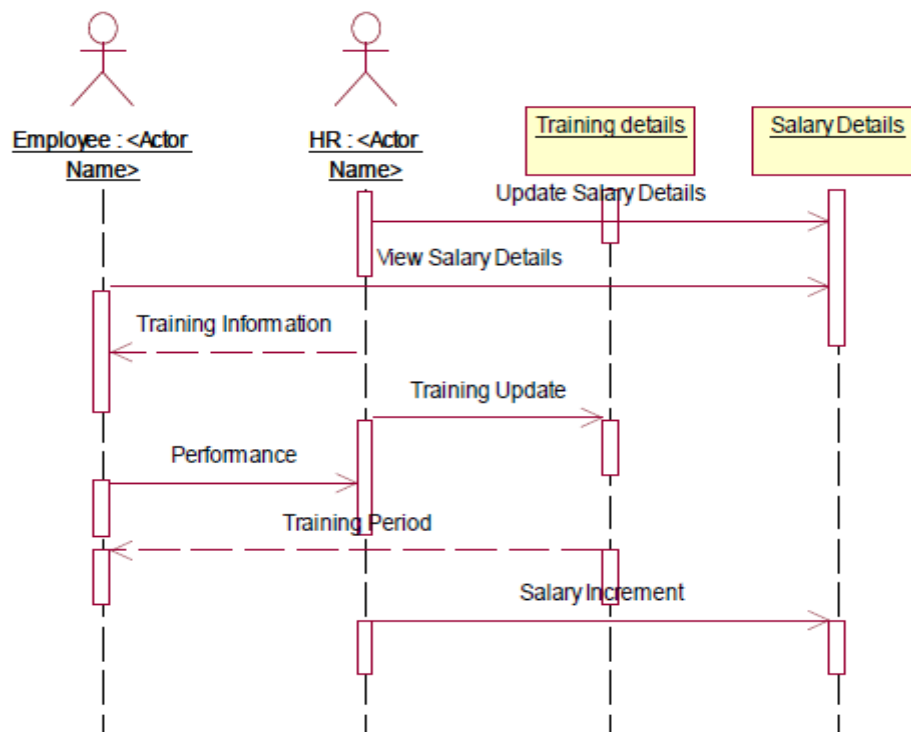 Employee : <Actor
Name>
HR : <Actor
Name>
Training details
Salary Details
Update Salary Details
View Salary Details
Training Information
Training Update
Performance
Training Period
Salary Increment